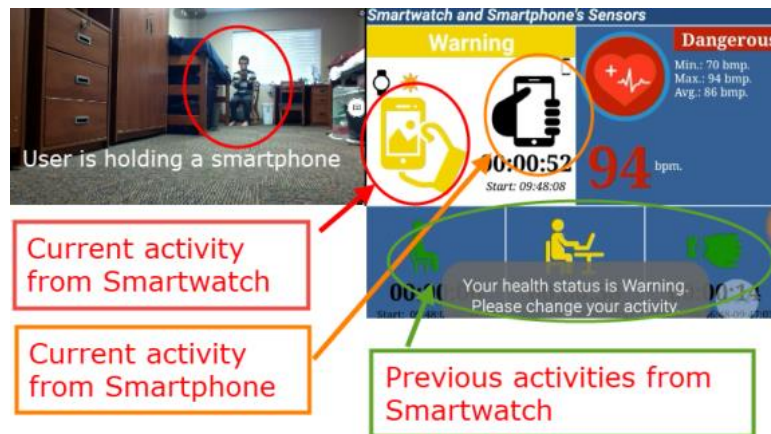 Smartwatch and Smartphone's Sensors
Warning
Dangerous
Min.: 70 bmp.
Max.: 94 bmp.
Avg.: 86 bmp.
User is holding a smartphone
00:00:52
Start: 09:48:08
94 bpm.
Current activity
from Smartwatch
Your health status is Warning.
Please change your activity
Current activity
from Smartphone
Previous activities from
Smartwatch